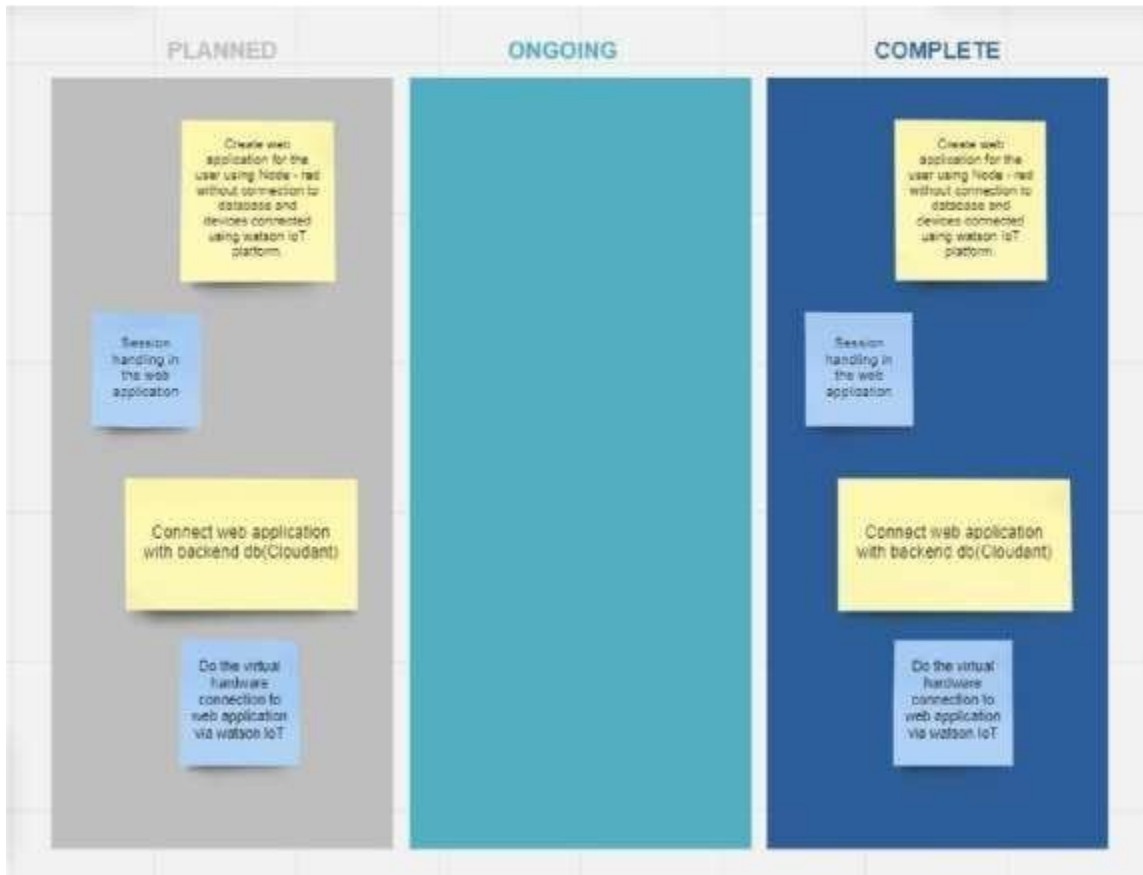 PLANNED
ONGOING
COMPLETE
Create web
application for the
user using Node - red
without connection to
database and
devices connected
using watson IoT
platform.
Session
handling in
the web
application
Connect web application
with backend db(Cloudant)
Do the virtual
hardware
connection to
web application
via watson IoT
Create web
application for the
user using Node - red
without connection to
database and
devices connected
using watson IoT
platform.
Session
handling in
the web
application
Connect web application
with backend db(Cloudant)
Do the virtual
hardware
connection to
web application
via watson IoT